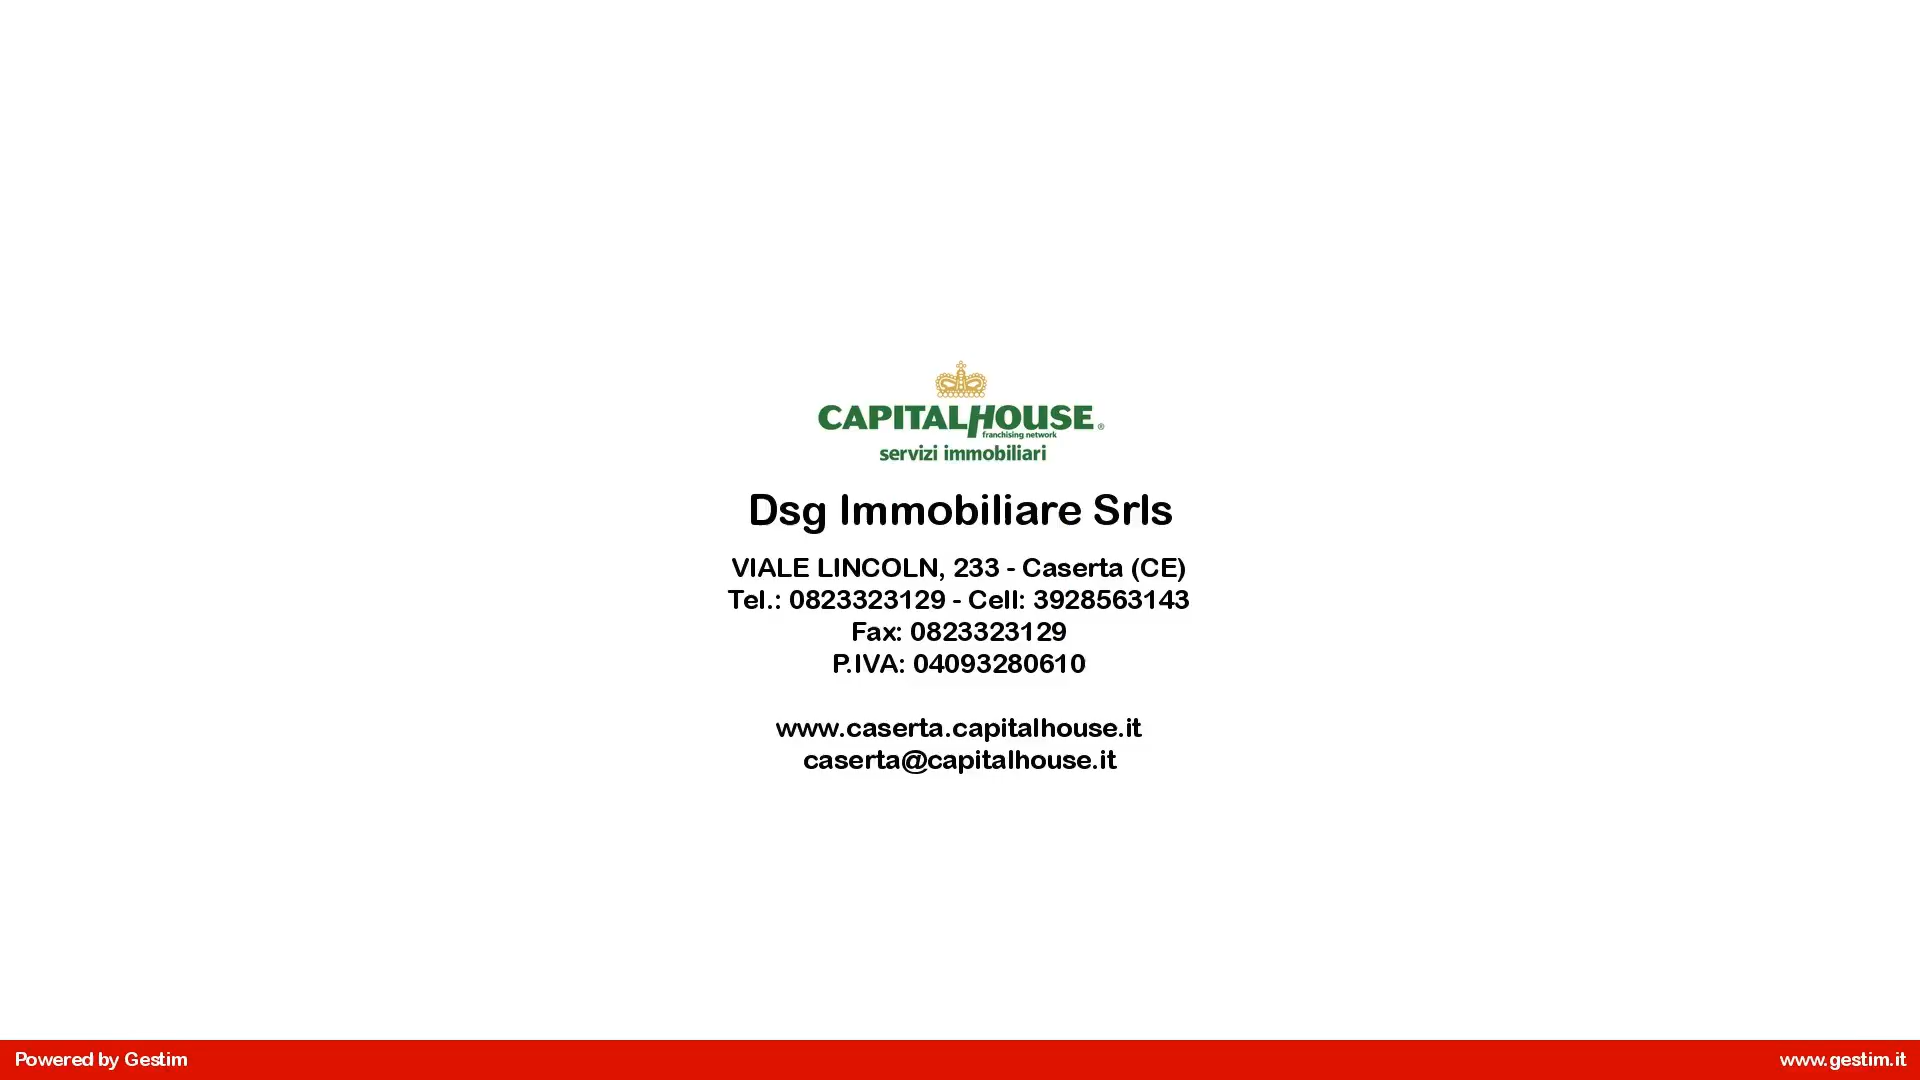 CAPITALHOUSE®
franchising network
servizi immobiliari
Dsg Immobiliare Srls
VIALE LINCOLN, 233 - Caserta (CE)
Tel.: 0823323129 - Cell: 3928563143
Fax: 0823323129
P.IVA: 04093280610
www.caserta.capitalhouse.it
caserta@capitalhouse.it
Powered by Gestim
www.gestim.it